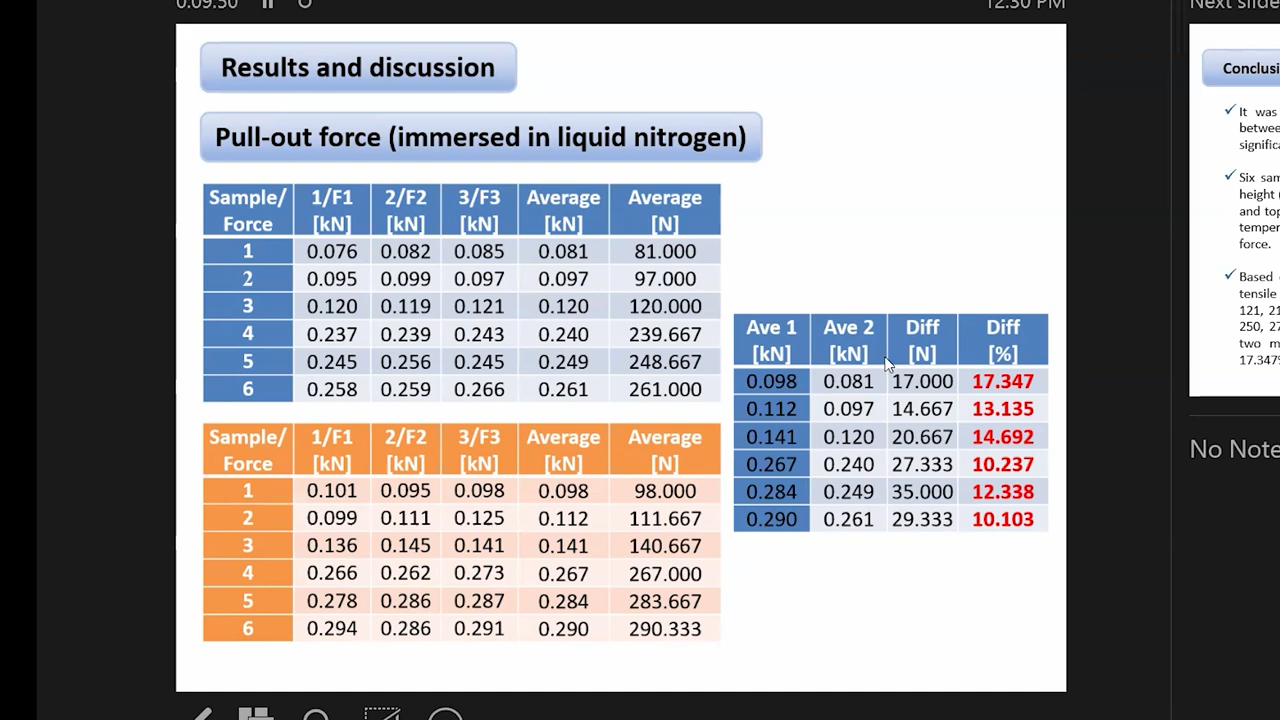 0:09:50
12:30 PM
Next slide
Results and discussion
Pull-out force (immersed in liquid nitrogen)
Sample/ 1/F1 2/F2 3/F3 Average Average
Force [kN] [kN] [kN] [kN] [N]
1 0.076 0.082 0.085 0.081 81.000
2 0.095 0.099 0.097 0.097 97.000
3 0.120 0.119 0.121 0.120 120.000
4 0.237 0.239 0.243 0.240 239.667
5 0.245 0.256 0.245 0.249 248.667
6 0.258 0.259 0.266 0.261 261.000
Sample/ 1/F1 2/F2 3/F3 Average Average
Force [kN] [kN] [kN] [kN] [N]
1 0.101 0.095 0.098 0.098 98.000
2 0.099 0.111 0.125 0.112 111.667
3 0.136 0.145 0.141 0.141 140.667
4 0.266 0.262 0.273 0.267 267.000
5 0.278 0.286 0.287 0.284 283.667
6 0.294 0.286 0.291 0.290 290.333
Ave 1 Ave 2 Diff Diff
[kN] [kN] [N] [%]
0.098 0.081 17.000 17.347
0.112 0.097 14.667 13.135
0.141 0.120 20.667 14.692
0.267 0.240 27.333 10.237
0.284 0.249 35.000 12.338
0.290 0.261 29.333 10.103
Conclusi
It was
betwee
signific
Six sam
height (
and top
temper
force.
Based
tensile
121, 21
250, 27
two m
17.347%
No Note